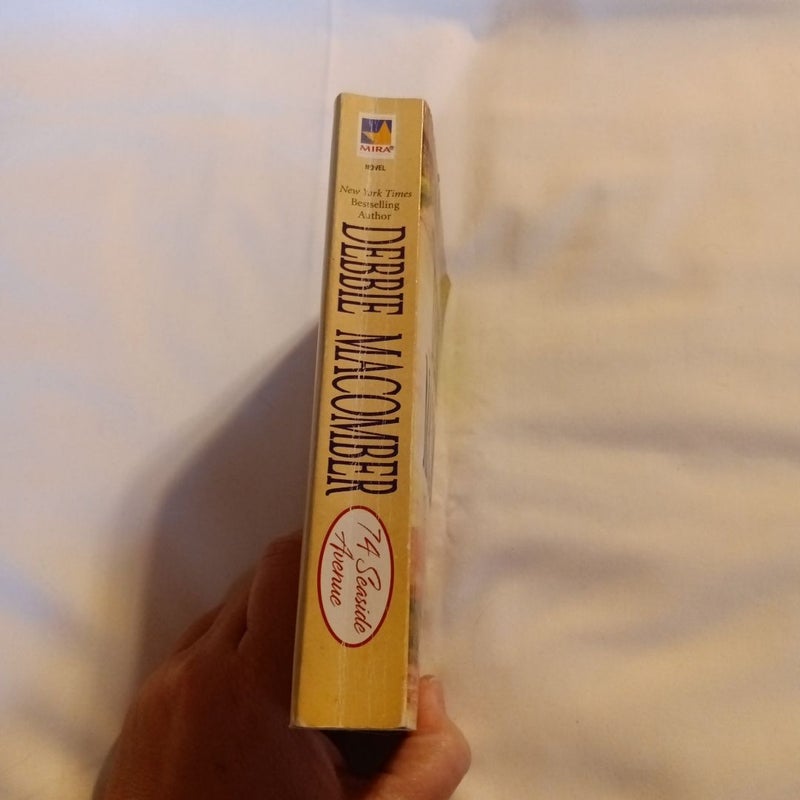 MIRA®
NOVEL
New York Times
Bestselling
Author
DEBBIE MACOMBER
74 Seaside
Avenue